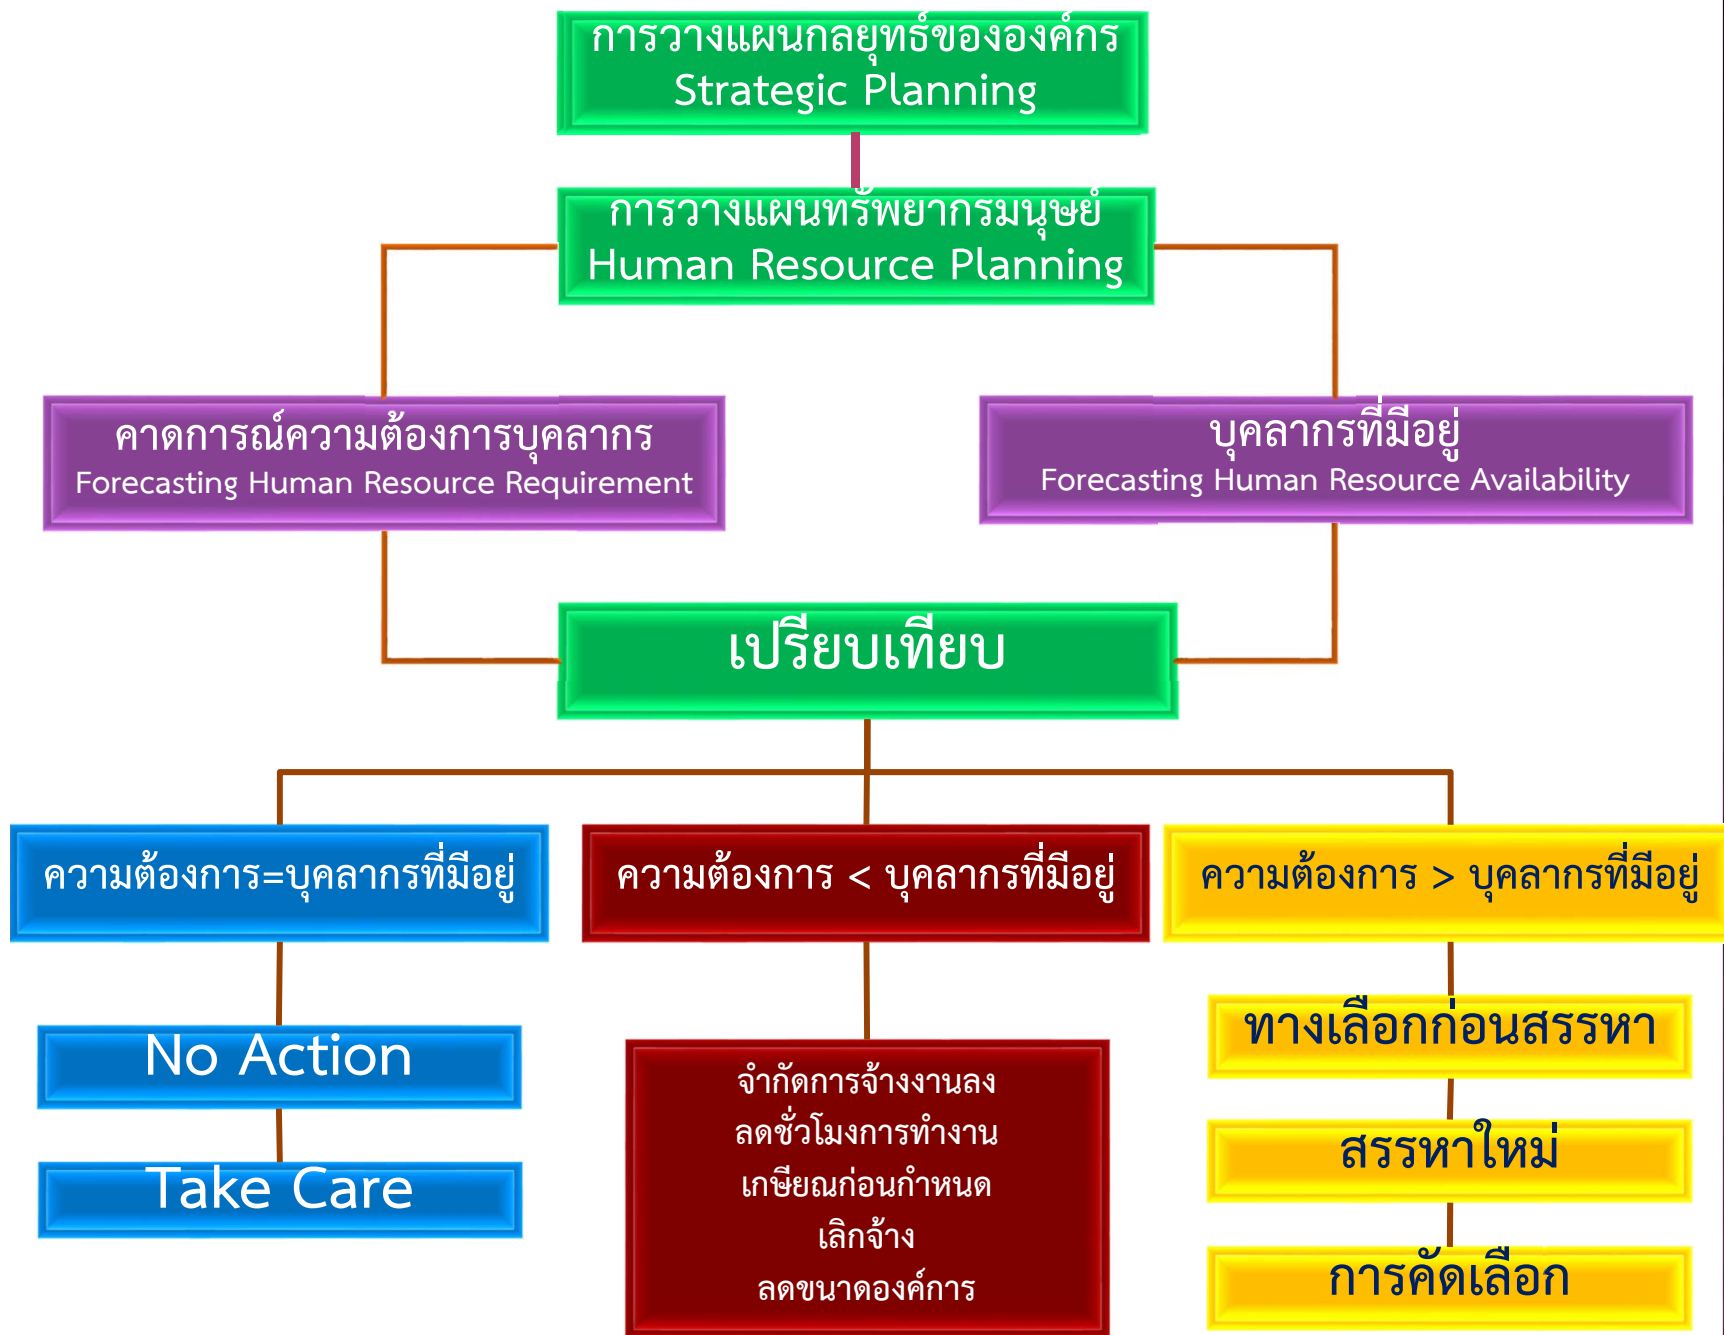 การวางแผนกลยุทธ์ขององค์กร
Strategic Planning
การวางแผนทรัพยากรมนุษย์
Human Resource Planning
คาดการณ์ความต้องการบุคลากร
Forecasting Human Resource Requirement
บุคลากรที่มีอยู่
Forecasting Human Resource Availability
เปรียบเทียบ
ความต้องการ=บุคลากรที่มีอยู่
ความต้องการ < บุคลากรที่มีอยู่
ความต้องการ > บุคลากรที่มีอยู่
No Action
Take Care
จำกัดการจ้างงานลง
ลดชั่วโมงการทำงาน
เกษียณก่อนกำหนด
เลิกจ้าง
ลดขนาดองค์การ
ทางเลือกก่อนสรรหา
สรรหาใหม่
การคัดเลือก